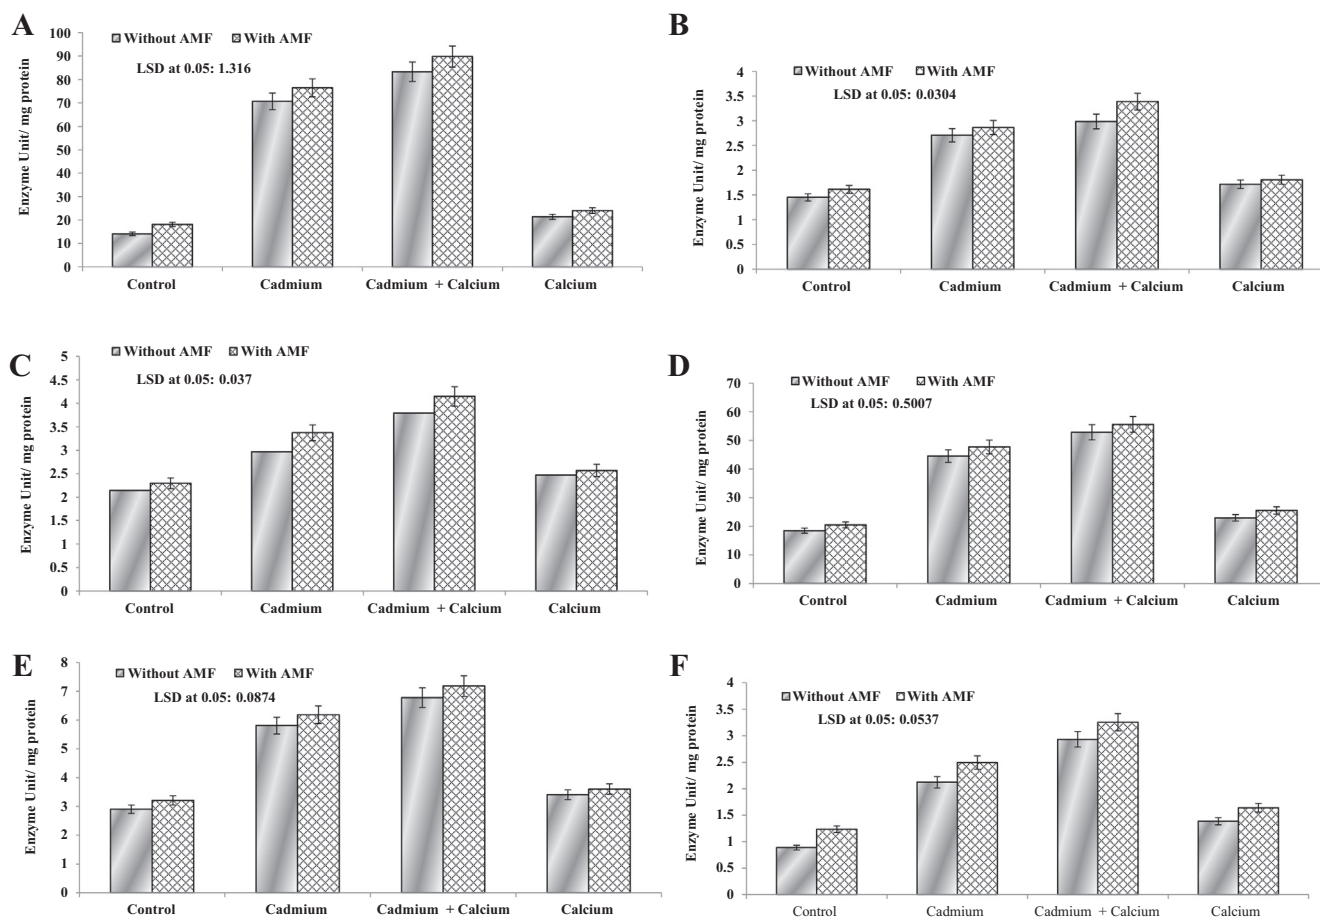 A
Without AMF With AMF
LSD at 0.05: 1.316
Enzyme Unit/ mg protein
100
90
80
70
60
50
40
30
20
10
0
Control Cadmium Cadmium + Calcium Calcium
B
Without AMF With AMF
LSD at 0.05: 0.0304
Enzyme Unit/ mg protein
4
3.5
3
2.5
2
1.5
1
0.5
0
Control Cadmium Cadmium + Calcium Calcium
C
Without AMF With AMF
LSD at 0.05: 0.037
Enzyme Unit/ mg protein
5
4.5
4
3.5
3
2.5
2
1.5
1
0.5
0
Control Cadmium Cadmium + Calcium Calcium
D
Without AMF With AMF
LSD at 0.05: 0.5007
Enzyme Unit/ mg protein
70
60
50
40
30
20
10
0
Control Cadmium Cadmium + Calcium Calcium
E
Without AMF With AMF
LSD at 0.05: 0.0874
Enzyme Unit/ mg protein
8
7
6
5
4
3
2
1
0
Control Cadmium Cadmium + Calcium Calcium
F
Without AMF With AMF
LSD at 0.05: 0.0537
Enzyme Unit/ mg protein
4
3.5
3
2.5
2
1.5
1
0.5
0
Control Cadmium Cadmium + Calcium Calcium